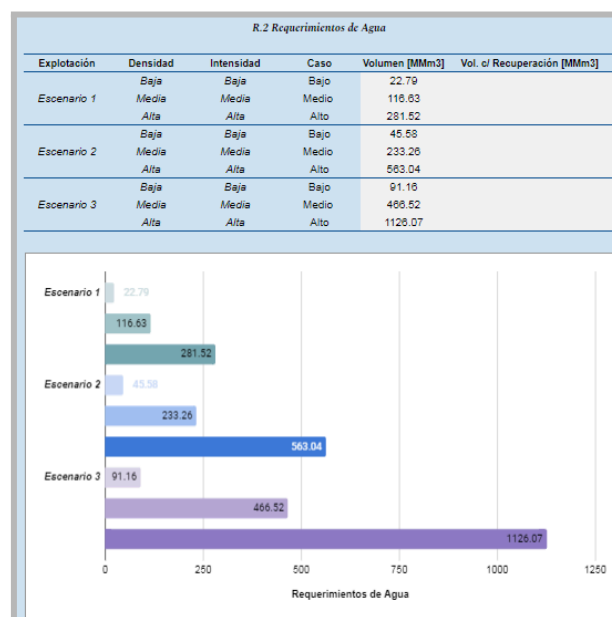 R.2 Requerimientos de Agua
Explotación Densidad Intensidad Caso Volumen [MMm3] Vol. c/ Recuperación [MMm3]
Baja Baja Bajo 22.79
Escenario 1 Media Media Medio 116.63
Alta Alta Alto 281.52
Baja Baja Bajo 45.58
Escenario 2 Media Media Medio 233.26
Alta Alta Alto 563.04
Baja Baja Bajo 91.16
Escenario 3 Media Media Medio 466.52
Alta Alta Alto 1126.07
Escenario 1 22.79
116.63
281.52
Escenario 2 45.58
233.26
563.04
Escenario 3 91.16
466.52
1126.07
0 250 500 750 1000 1250
Requerimientos de Agua